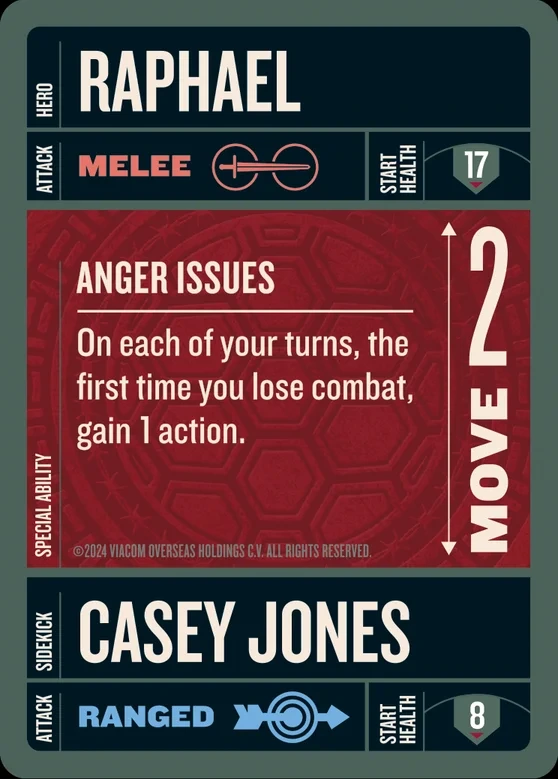 HERO
RAPHAEL
ATTACK
MELEE
START
HEALTH
17
SPECIAL ABILITY
ANGER ISSUES
On each of your turns, the
first time you lose combat,
gain 1 action.
©2024 VIACOM OVERSEAS HOLDINGS C.V. ALL RIGHTS RESERVED.
MOVE 2
SIDEKICK
CASEY JONES
ATTACK
RANGED
START
HEALTH
8